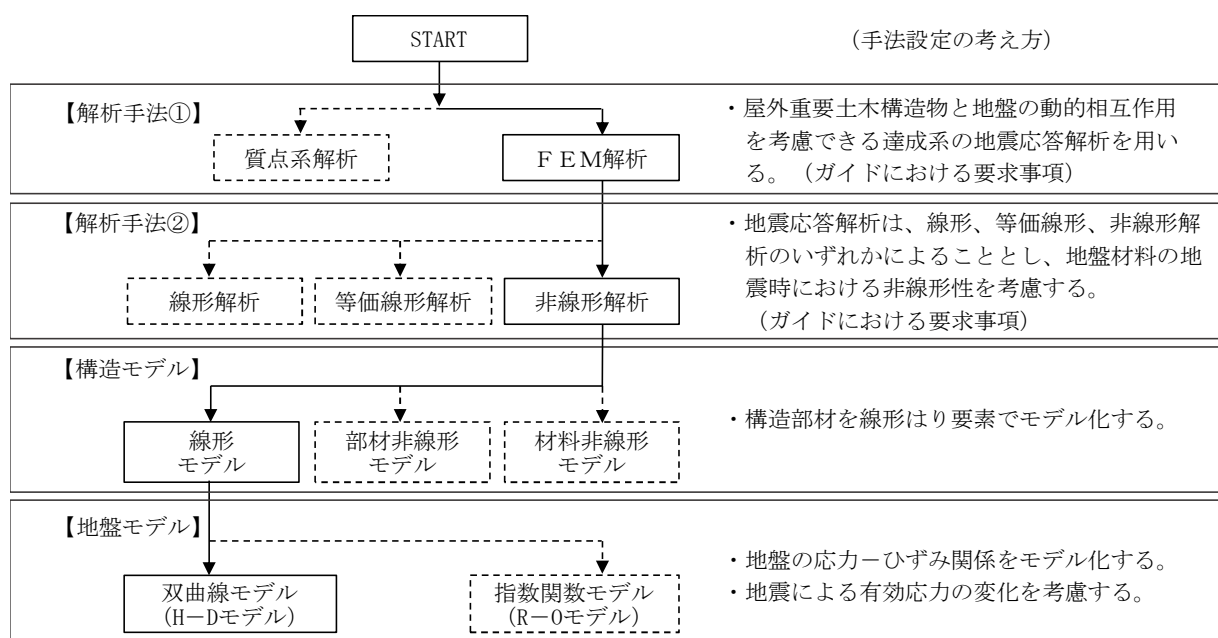 START
（手法設定の考え方）
【解析手法①】
質点系解析
ＦＥＭ解析
・屋外重要土木構造物と地盤の動的相互作用
を考慮できる達成系の地震応答解析を用い
る。（ガイドにおける要求事項）
【解析手法②】
線形解析
等価線形解析
非線形解析
・地震応答解析は、線形、等価線形、非線形解
析のいずれかによることとし、地盤材料の地
震時における非線形性を考慮する。
（ガイドにおける要求事項）
【構造モデル】
線形
モデル
部材非線形
モデル
材料非線形
モデル
・構造部材を線形はり要素でモデル化する。
【地盤モデル】
双曲線モデル
(H－Dモデル)
指数関数モデル
(R－Oモデル)
・地盤の応力－ひずみ関係をモデル化する。
・地震による有効応力の変化を考慮する。